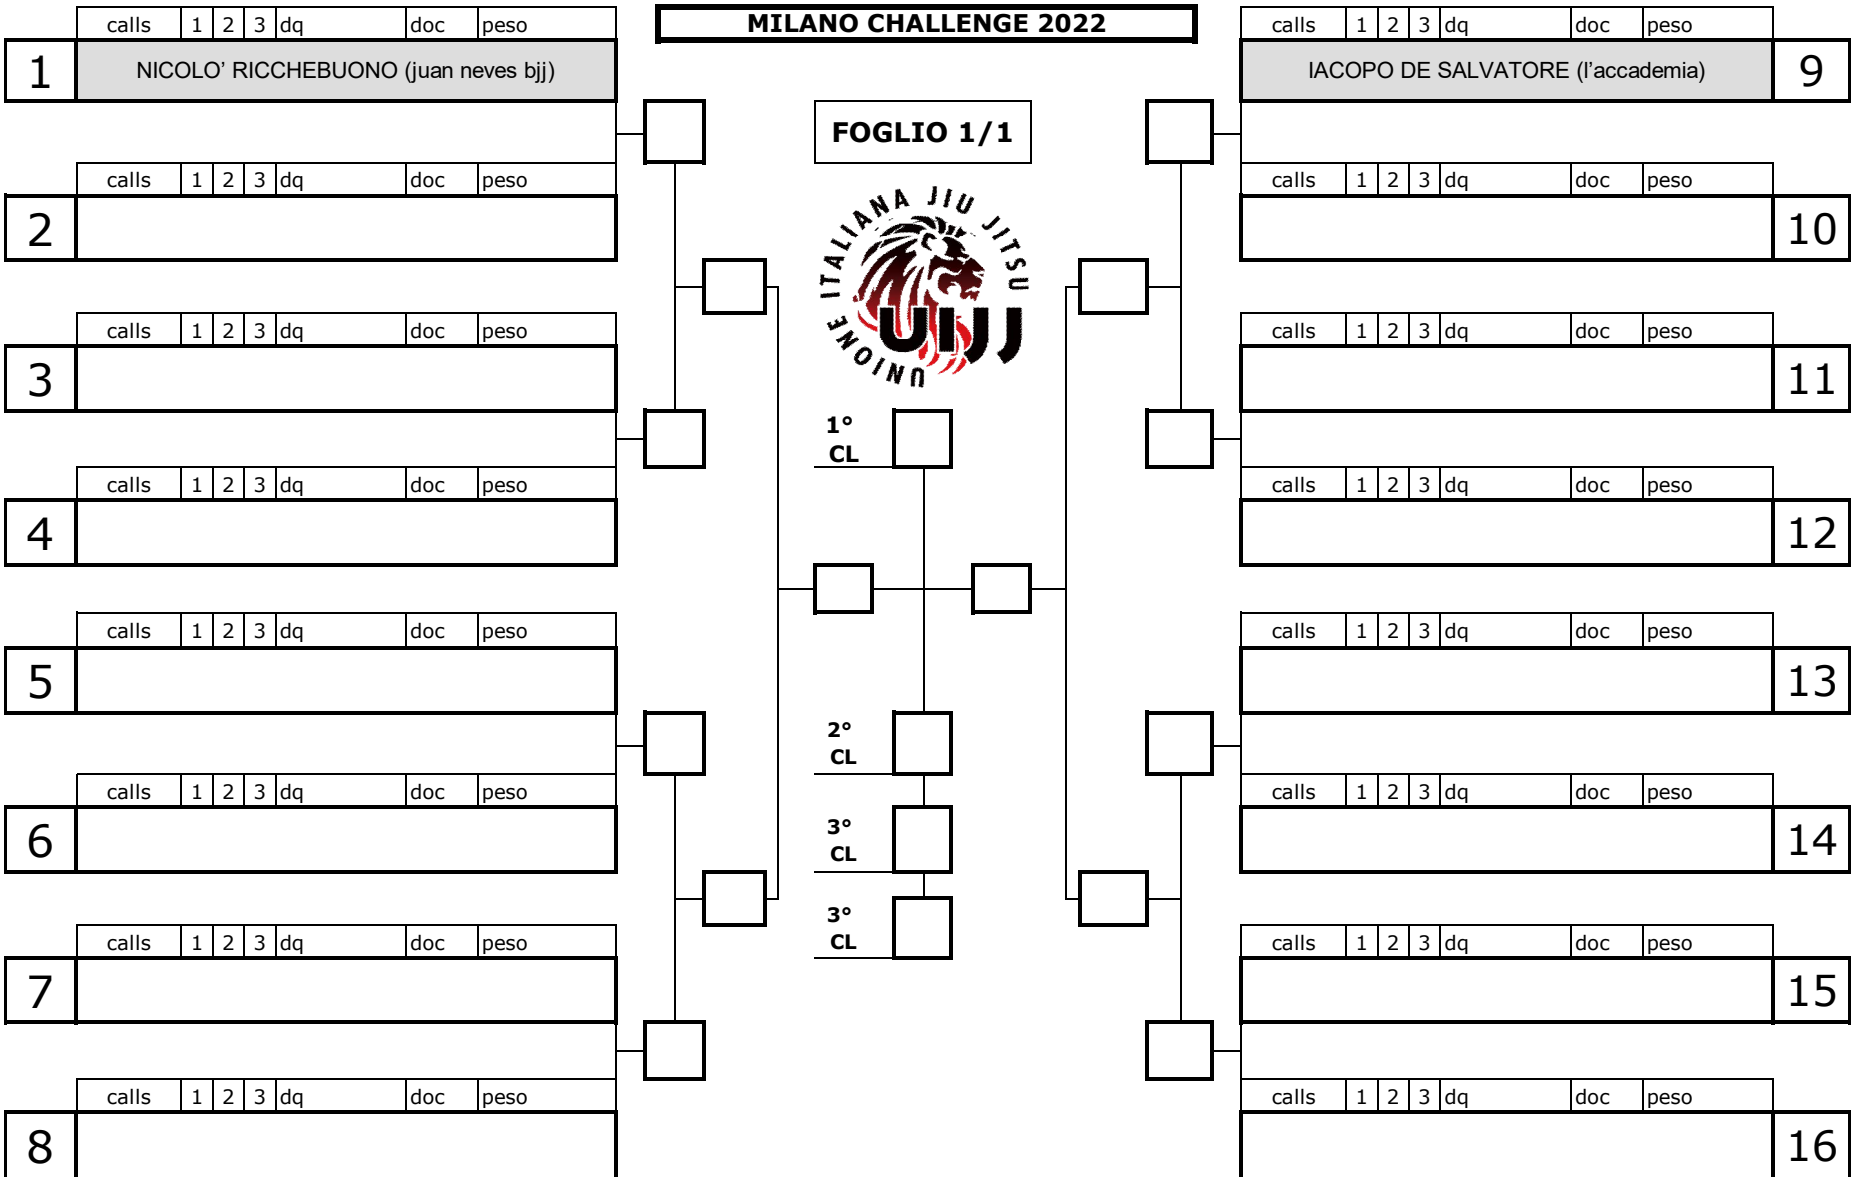 MILANO CHALLENGE 2022
calls 1 2 3 dq doc peso
1 NICOLO’ RICCHEBUONO (juan neves bjj)
calls 1 2 3 dq doc peso
2
calls 1 2 3 dq doc peso
3
calls 1 2 3 dq doc peso
4
calls 1 2 3 dq doc peso
5
calls 1 2 3 dq doc peso
6
calls 1 2 3 dq doc peso
7
calls 1 2 3 dq doc peso
8
FOGLIO 1/1
UNIONE ITALIANA JIU JITSU
UIJJ
1°
CL
2°
CL
3°
CL
3°
CL
calls 1 2 3 dq doc peso
IACOPO DE SALVATORE (l’accademia) 9
calls 1 2 3 dq doc peso
10
calls 1 2 3 dq doc peso
11
calls 1 2 3 dq doc peso
12
calls 1 2 3 dq doc peso
13
calls 1 2 3 dq doc peso
14
calls 1 2 3 dq doc peso
15
calls 1 2 3 dq doc peso
16